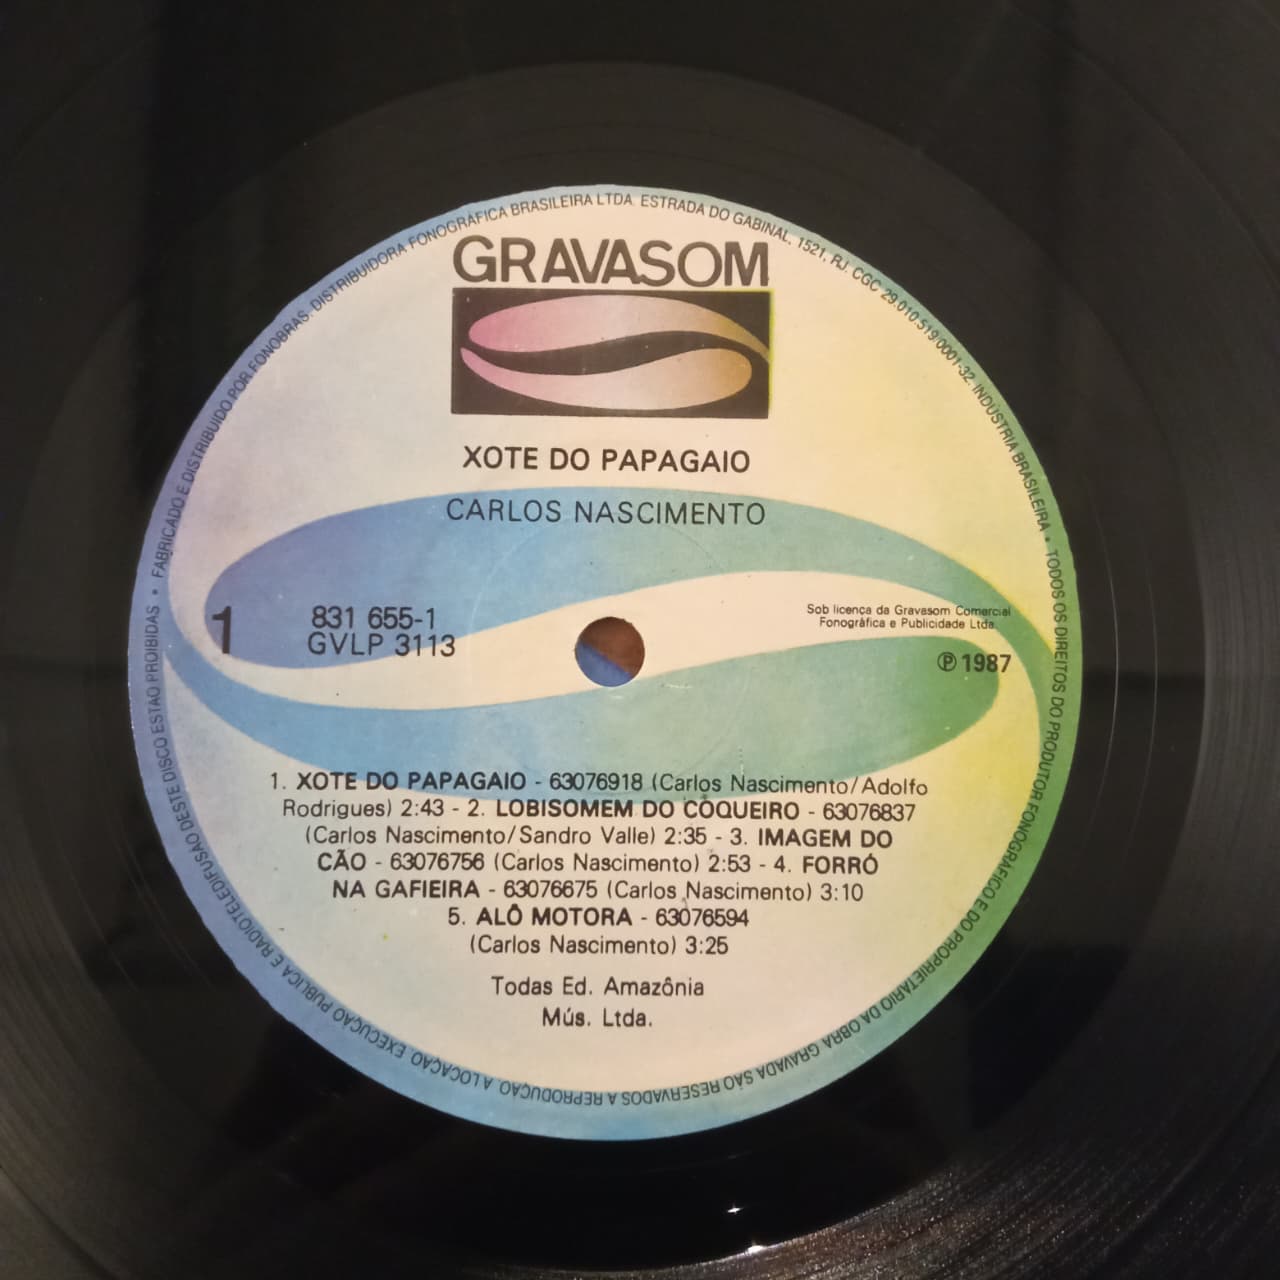 GRAVASOM
XOTE DO PAPAGAIO
CARLOS NASCIMENTO
1
831 655-1
GVLP 3113
Sob licença da Gravasom Comercial
Fonográfica e Publicidade Ltda.
℗ 1987
1. XOTE DO PAPAGAIO - 63076918 (Carlos Nascimento/Adolfo
Rodrigues) 2:43 - 2. LOBISOMEM DO COQUEIRO - 63076837
(Carlos Nascimento/Sandro Valle) 2:35 - 3. IMAGEM DO
CÃO - 63076756 (Carlos Nascimento) 2:53 - 4. FORRÓ
NA GAFIEIRA - 63076675 (Carlos Nascimento) 3:10
5. ALÔ MOTORA - 63076594
(Carlos Nascimento) 3:25
Todas Ed. Amazônia
Mús. Ltda.
• FABRICADO E DISTRIBUIDO POR FONOBRAS. DISTRIBUIDORA FONOGRÁFICA BRASILEIRA LTDA. ESTRADA DO GABINAL, 1521, RJ. CGC 29.010.519/0001-32. INDÚSTRIA BRASILEIRA • TODOS OS DIREITOS DO PRODUTOR FONOGRÁFICO E DO PROPRIETÁRIO DA OBRA GRAVADA SÃO RESERVADOS A REPRODUÇÃO. A LOCAÇÃO. EXECUÇÃO PUBLICA E RADIOTELEDIFUSÃO DESTE DISCO ESTÃO PROIBIDAS